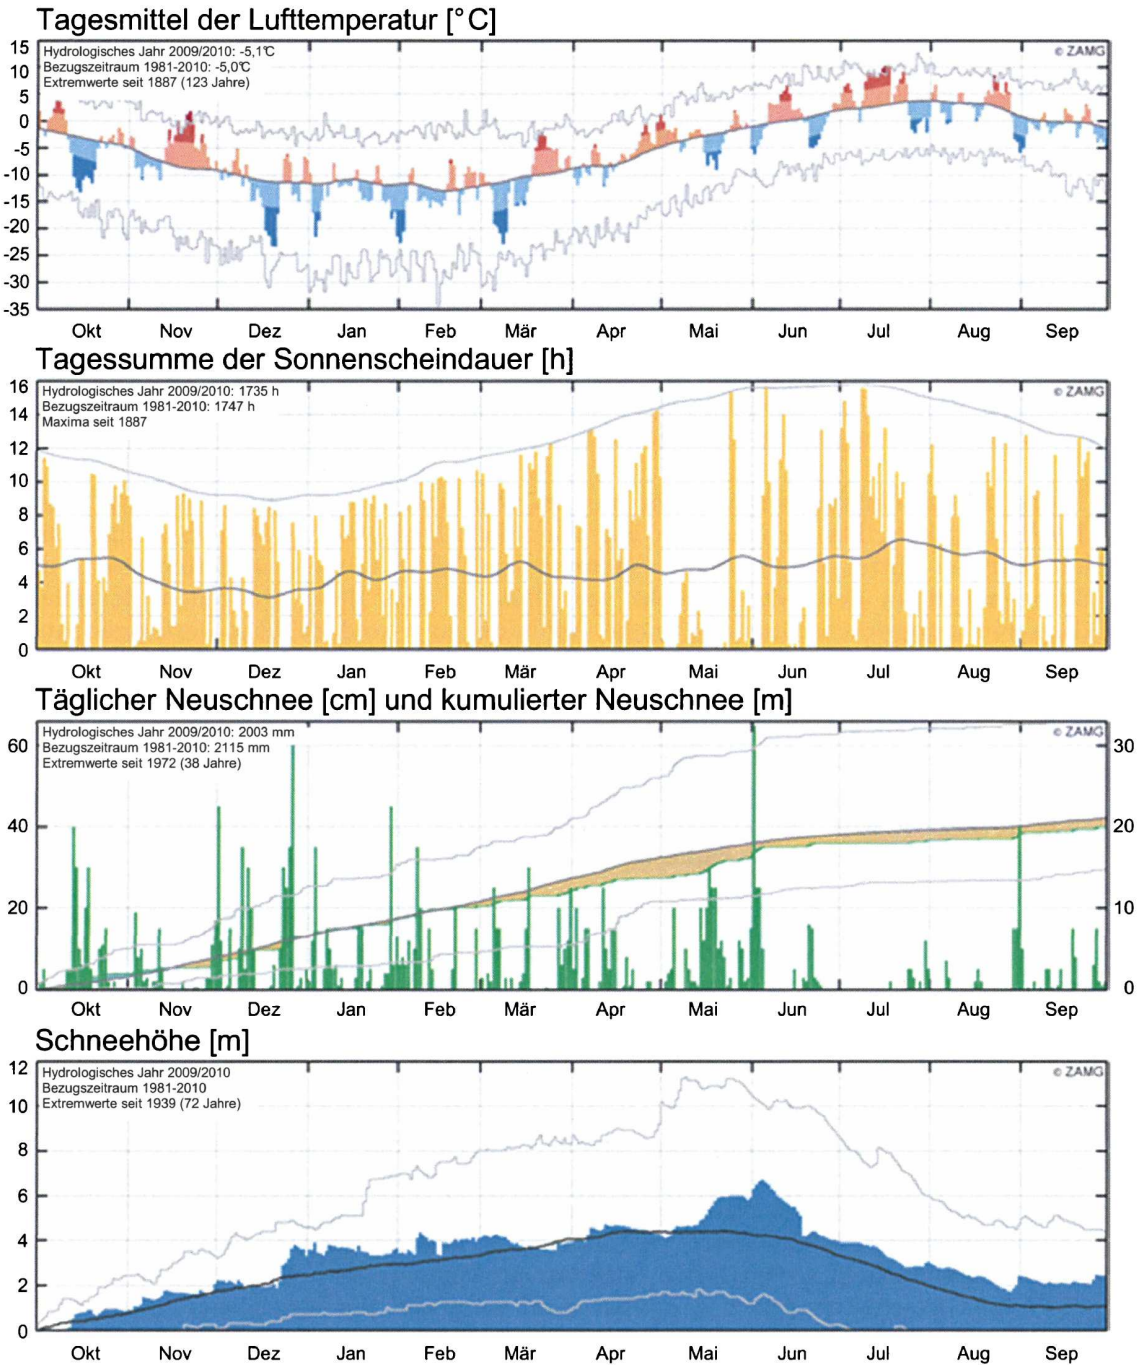 Tagesmittel der Lufttemperatur [°C]
Hydrologisches Jahr 2009/2010: -5,1°C
Bezugszeitraum 1981-2010: -5,0°C
Extremwerte seit 1887 (123 Jahre)
© ZAMG
15
10
5
0
-5
-10
-15
-20
-25
-30
-35
Okt Nov Dez Jan Feb Mär Apr Mai Jun Jul Aug Sep
Tagessumme der Sonnenscheindauer [h]
Hydrologisches Jahr 2009/2010: 1735 h
Bezugszeitraum 1981-2010: 1747 h
Maxima seit 1887
© ZAMG
16
14
12
10
8
6
4
2
0
Okt Nov Dez Jan Feb Mär Apr Mai Jun Jul Aug Sep
Täglicher Neuschnee [cm] und kumulierter Neuschnee [m]
Hydrologisches Jahr 2009/2010: 2003 mm
Bezugszeitraum 1981-2010: 2115 mm
Extremwerte seit 1972 (38 Jahre)
© ZAMG
60 30
40 20
20 10
0 0
Okt Nov Dez Jan Feb Mär Apr Mai Jun Jul Aug Sep
Schneehöhe [m]
Hydrologisches Jahr 2009/2010
Bezugszeitraum 1981-2010
Extremwerte seit 1939 (72 Jahre)
© ZAMG
12
10
8
6
4
2
0
Okt Nov Dez Jan Feb Mär Apr Mai Jun Jul Aug Sep